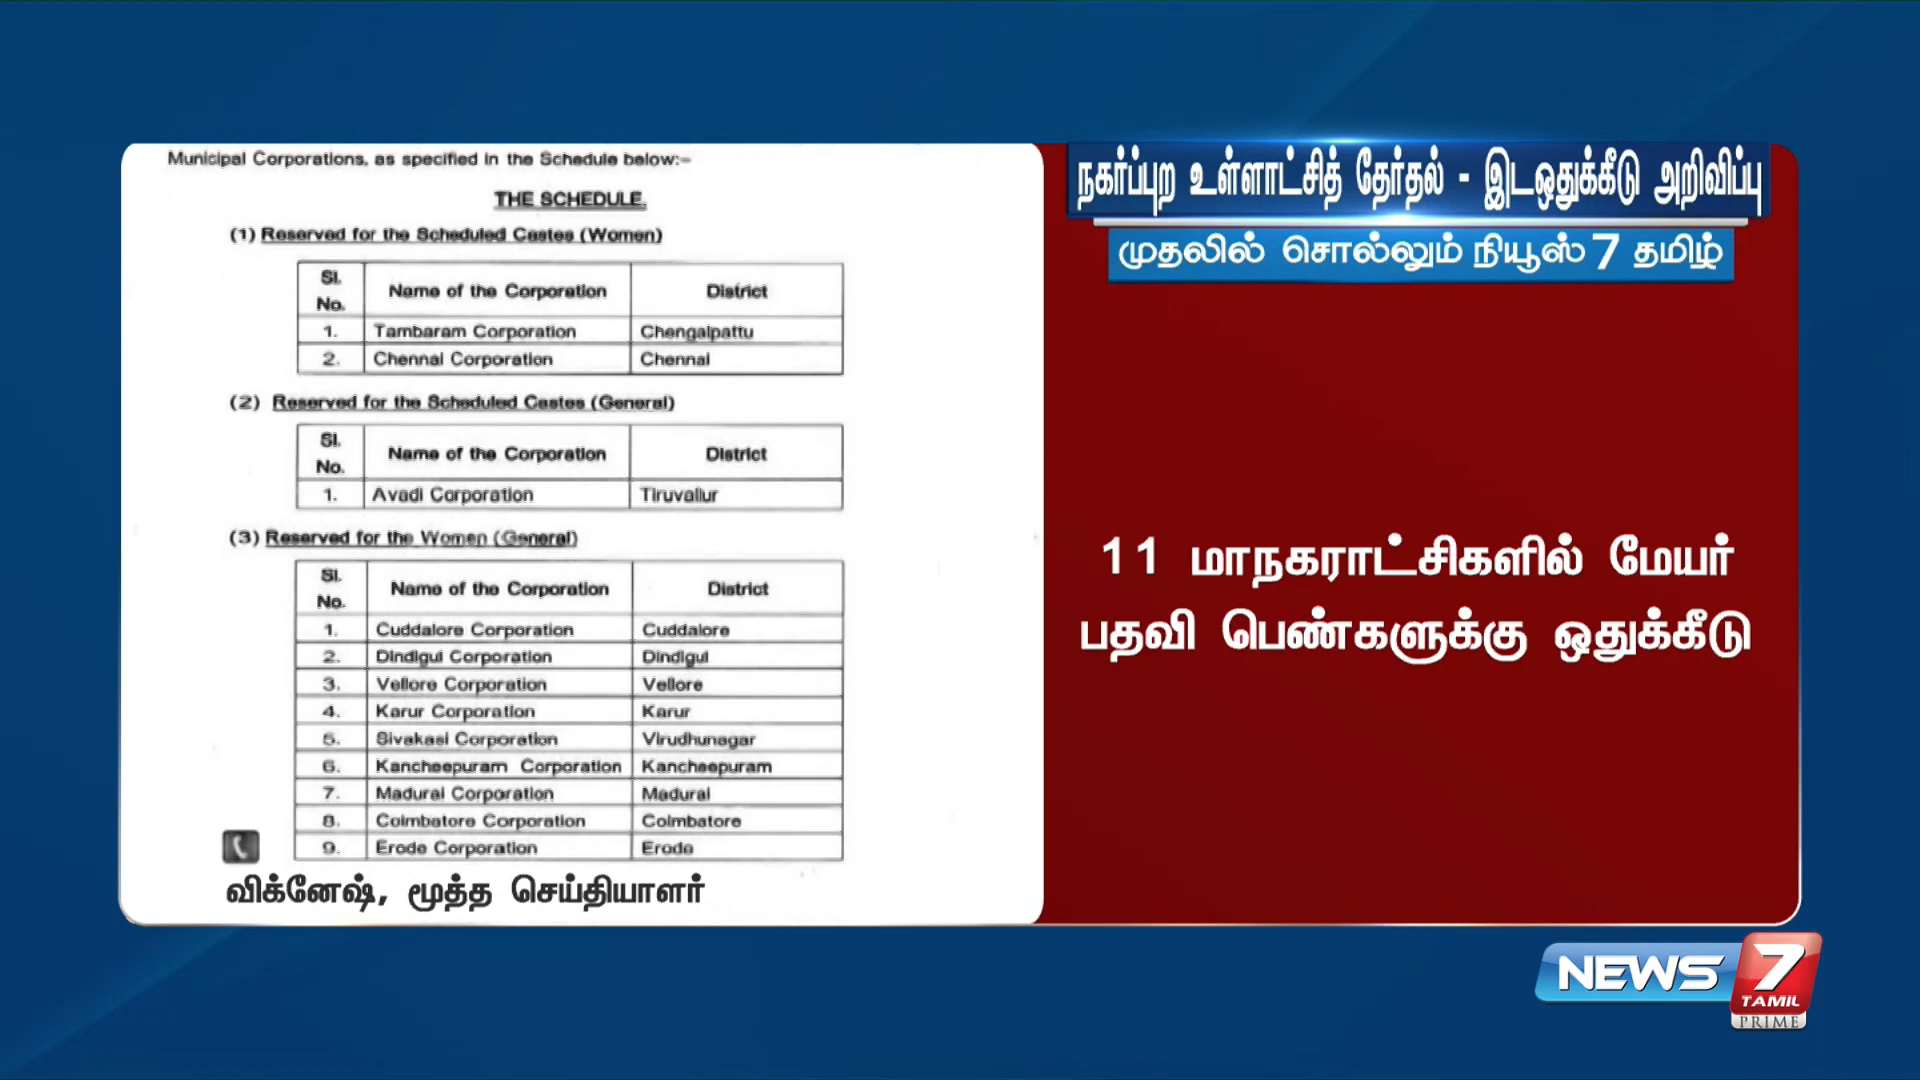 Municipal Corporations, as specified in the Schedule below:-
THE SCHEDULE.
(1) Reserved for the Scheduled Castes (Women)
Sl. No. Name of the Corporation District
1. Tambaram Corporation Chengalpattu
2. Chennai Corporation Chennai
(2) Reserved for the Scheduled Castes (General)
Sl. No. Name of the Corporation District
1. Avadi Corporation Tiruvallur
(3) Reserved for the Women (General)
Sl. No. Name of the Corporation District
1. Cuddalore Corporation Cuddalore
2. Dindigul Corporation Dindigul
3. Vellore Corporation Vellore
4. Karur Corporation Karur
5. Sivakasi Corporation Virudhunagar
6. Kancheepuram Corporation Kancheepuram
7. Madurai Corporation Madurai
8. Coimbatore Corporation Coimbatore
9. Erode Corporation Erode
விக்னேஷ், மூத்த செய்தியாளர்
நகர்ப்புற உள்ளாட்சித் தேர்தல் - இடஒதுக்கீடு அறிவிப்பு
முதலில் சொல்லும் நியூஸ் 7 தமிழ்
11 மாநகராட்சிகளில் மேயர்
பதவி பெண்களுக்கு ஒதுக்கீடு
NEWS 7
TAMIL
PRIME